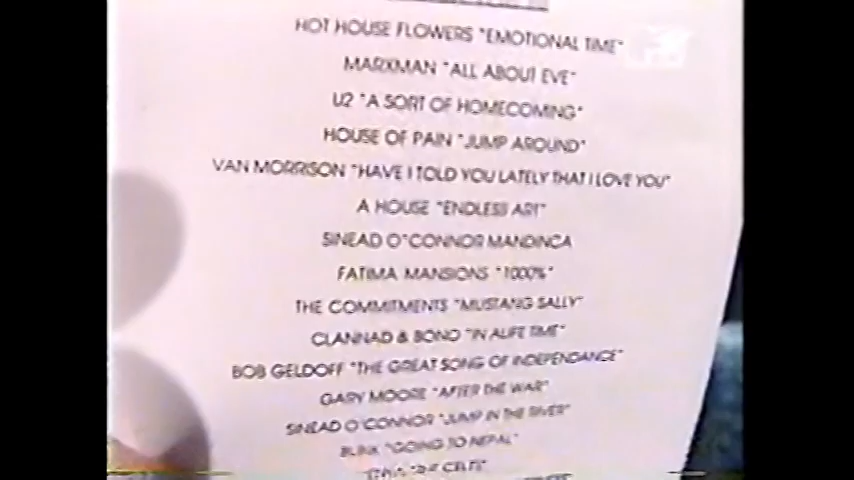 HOT HOUSE FLOWERS "EMOTIONAL TIME"
MARXMAN "ALL ABOUT EVE"
U2 "A SORT OF HOMECOMING"
HOUSE OF PAIN "JUMP AROUND"
VAN MORRISON "HAVE I TOLD YOU LATELY THAT I LOVE YOU"
A HOUSE "ENDLESS ART"
SINEAD O'CONNOR MANDINCA
FATIMA MANSIONS "1000%"
THE COMMITMENTS "MUSTANG SALLY"
CLANNAD & BONO "IN A LIFE TIME"
BOB GELDOFF "THE GREAT SONG OF INDEPENDANCE"
GARY MOORE "AFTER THE WAR"
SINEAD O'CONNOR "JUMP IN THE RIVER"
BLINK "GOING TO NEPAL"
"THE CELTS"